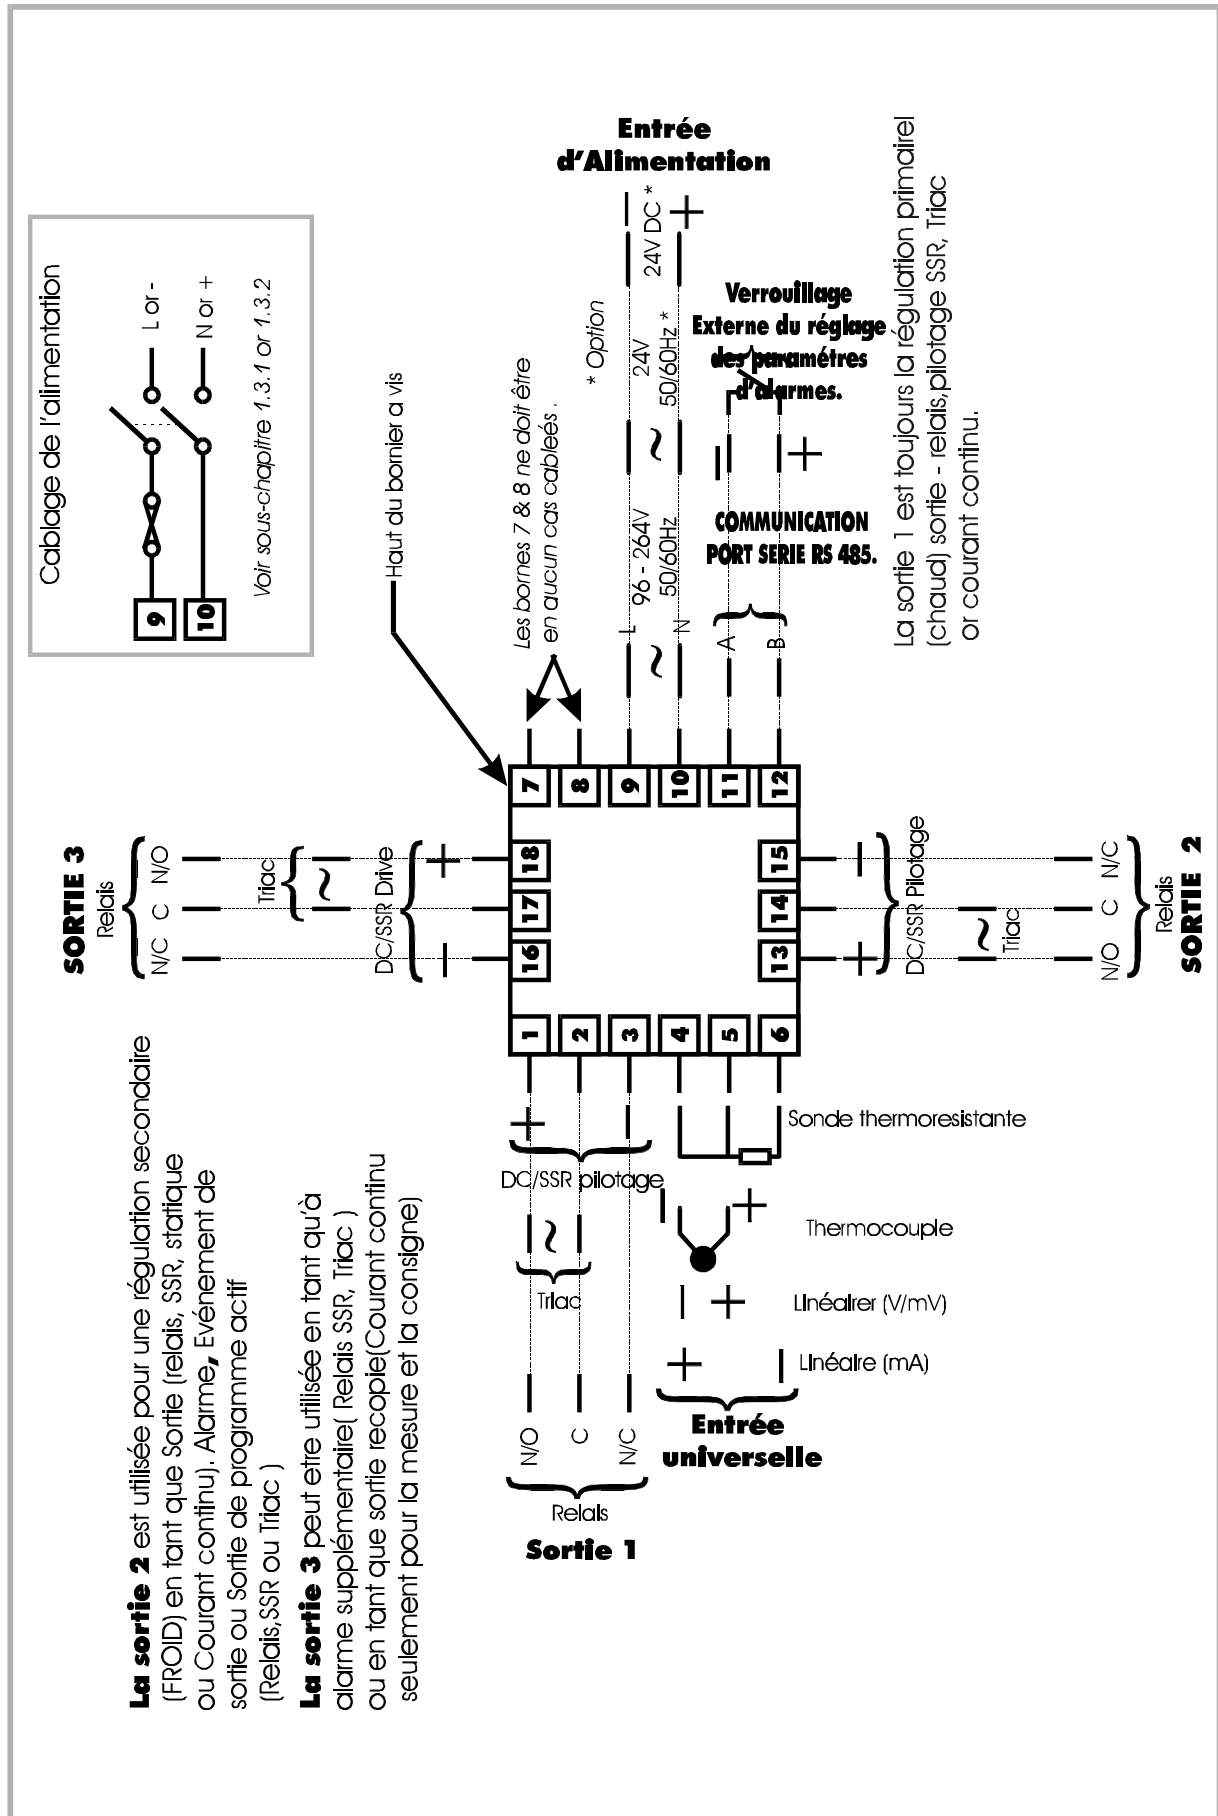 Cablage de l'alimentation
L or -
N or +
9
10
Voir sous-chapitre 1.3.1 or 1.3.2
Haut du bornier a vis
Les bornes 7 & 8 ne doit être
en aucun cas cableés .
* Option
Entrée
d'Alimentation
L
96 - 264V
50/60Hz
N
24V
50/60Hz *
24V DC *
Verrouillage
Externe du réglage
des paramétres
d'alarmes.
COMMUNICATION
PORT SERIE RS 485.
A
B
La sortie 1 est toujours la régulation primairel
(chaud) sortie - relais,pilotage SSR, Triac
or courant continu.
SORTIE 3
Relais
N/C C N/O
Triac
DC/SSR Drive
7
8
9
10
11
12
18
17
16
15
14
13
1
2
3
4
5
6
DC/SSR Pilotage
Triac
N/O C N/C
Relais
SORTIE 2
La sortie 2 est utilisée pour une régulation secondaire
(FROID) en tant que Sortie (relais, SSR, statique
ou Courant continu). Alarme, Evénement de
sortie ou Sortie de programme actif
(Relais,SSR ou Triac )
La sortie 3 peut etre utilisée en tant qu'à
alarme supplémentaire( Relais SSR, Triac )
ou en tant que sortie recopie(Courant continu
seulement pour la mesure et la consigne)
DC/SSR pilotage
Triac
N/O
C
N/C
Relais
Sortie 1
Sonde thermoresistante
Thermocouple
Linéairer (V/mV)
Linéaire (mA)
Entrée
universelle